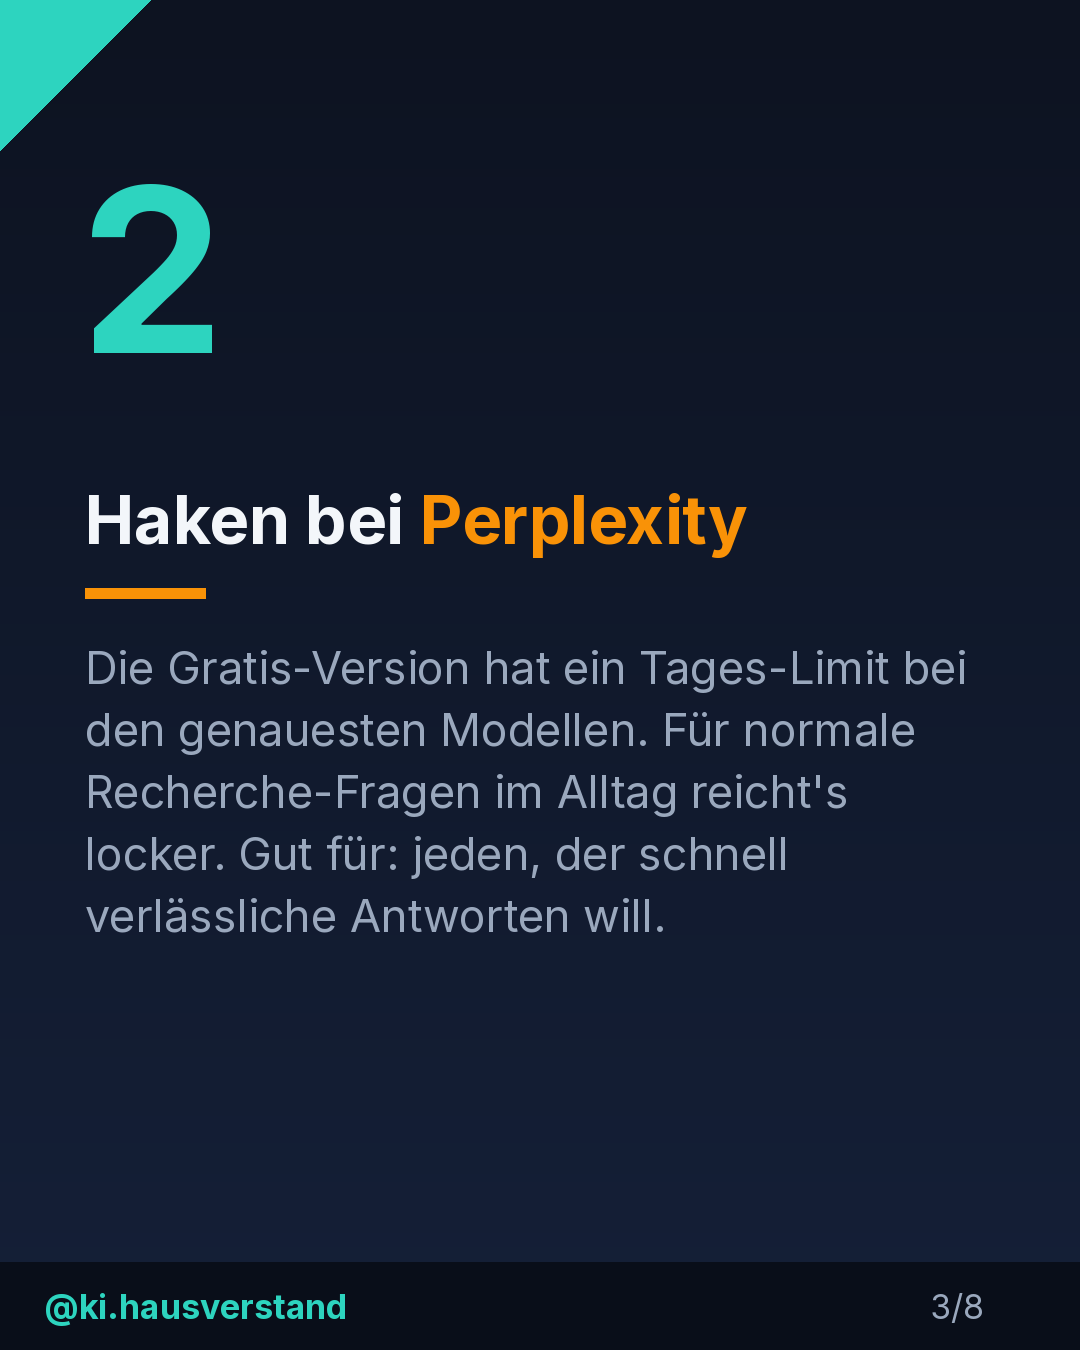 2
Haken bei Perplexity
Die Gratis-Version hat ein Tages-Limit bei
den genauesten Modellen. Für normale
Recherche-Fragen im Alltag reicht's
locker. Gut für: jeden, der schnell
verlässliche Antworten will.
@ki.hausverstand
3/8